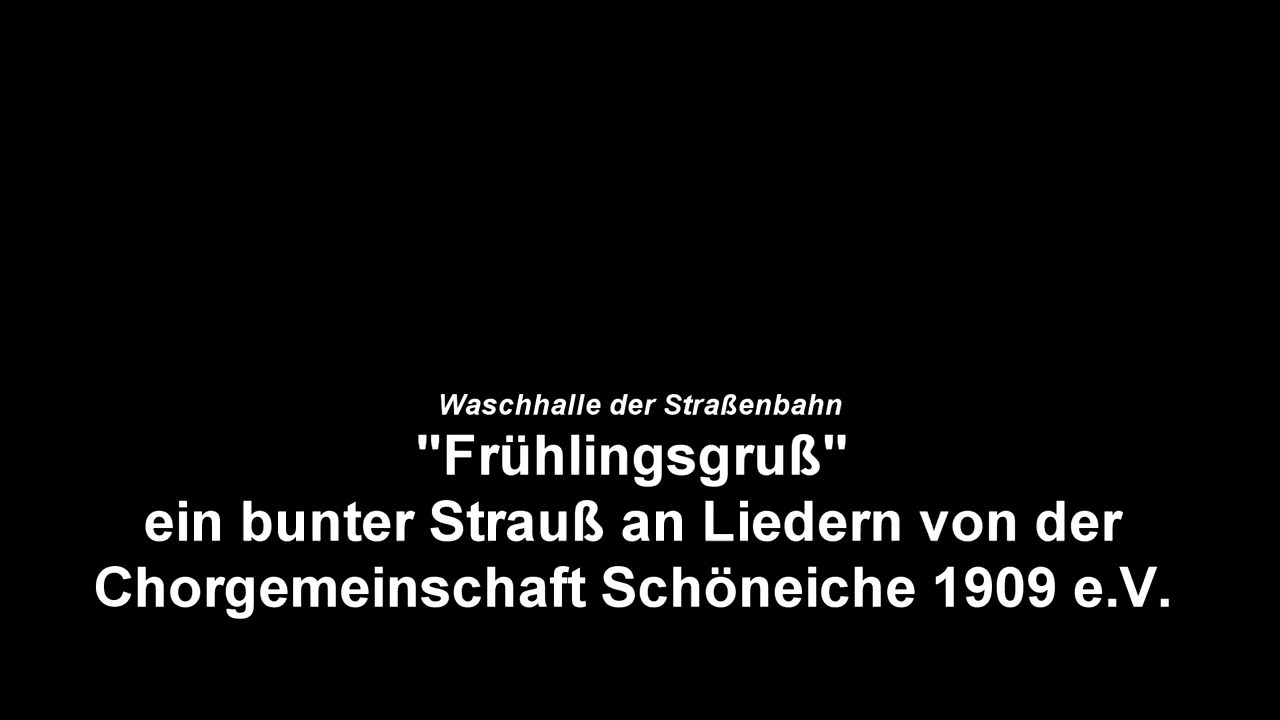 Waschhalle der Straßenbahn
"Frühlingsgruß"
ein bunter Strauß an Liedern von der
Chorgemeinschaft Schöneiche 1909 e.V.